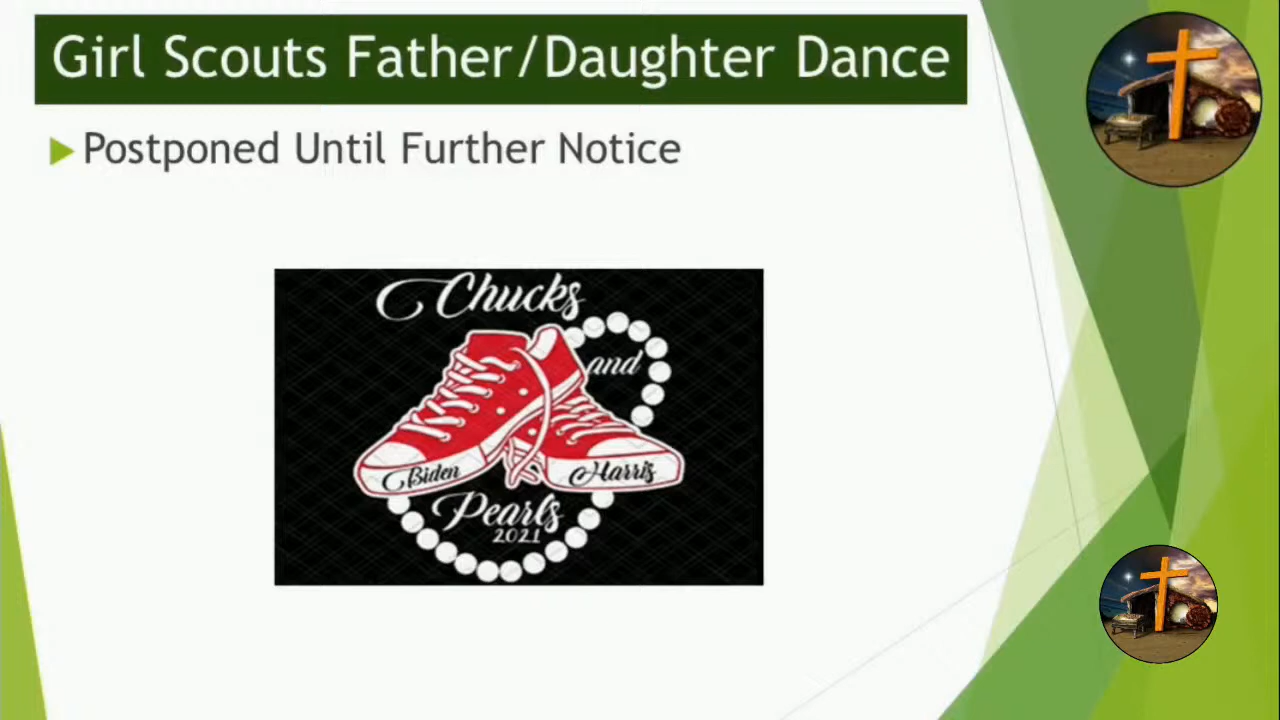 Girl Scouts Father/Daughter Dance
Postponed Until Further Notice
Chucks
and
Biden
Harris
Pearls
2021